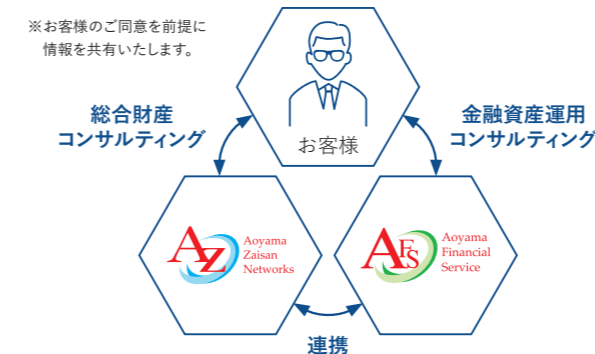 ※お客様のご同意を前提に
情報を共有いたします。
総合財産
コンサルティング
金融資産運用
コンサルティング
お客様
AZ
Aoyama
Zaisan
Networks
AFS
Aoyama
Financial
Service
連携